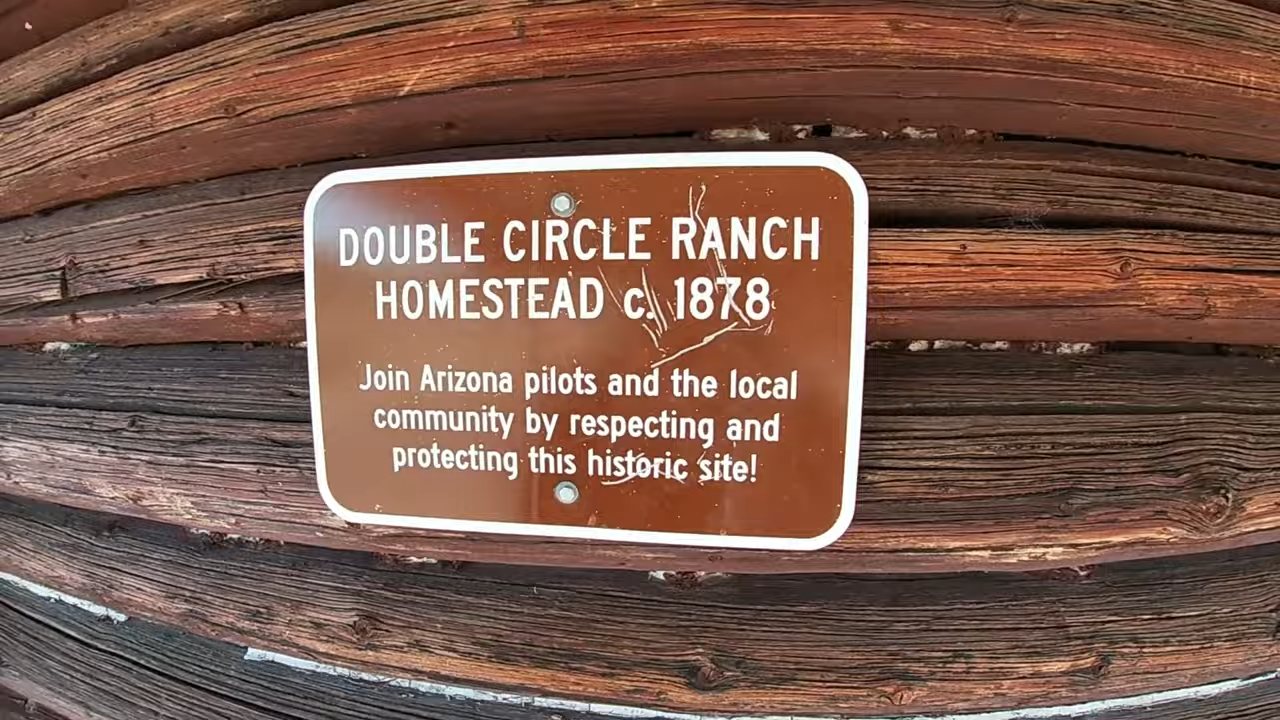 DOUBLE CIRCLE RANCH
HOMESTEAD c. 1878
Join Arizona pilots and the local
community by respecting and
protecting this historic site!